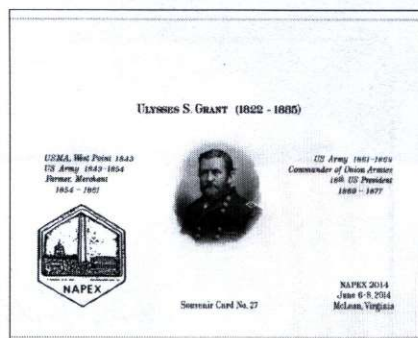 ULYSSES S. GRANT (1822 - 1885)
USMA, West Point 1843
US Army 1843-1854
Farmer, Merchant
1854 - 1861
US Army 1861-1869
Commander of Union Armies
18th US President
1869 - 1877
NAPEX
Souvenir Card No. 27
NAPEX 2014
June 6-8, 2014
McLean, Virginia